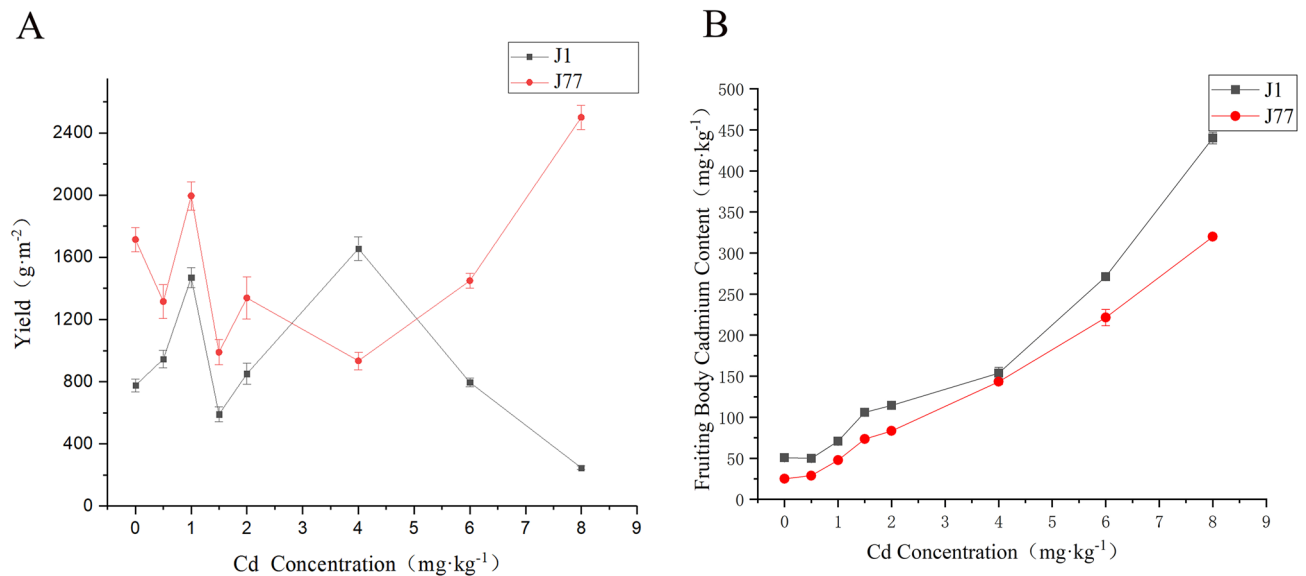 A
J1
J77
2400
2000
1600
1200
800
400
0
Yield（g·m⁻²）
0 1 2 3 4 5 6 7 8 9
Cd Concentration（mg·kg⁻¹）
B
J1
J77
500
450
400
350
300
250
200
150
100
50
0
Fruiting Body Cadmium Content（mg·kg⁻¹）
0 1 2 3 4 5 6 7 8 9
Cd Concentration（mg·kg⁻¹）